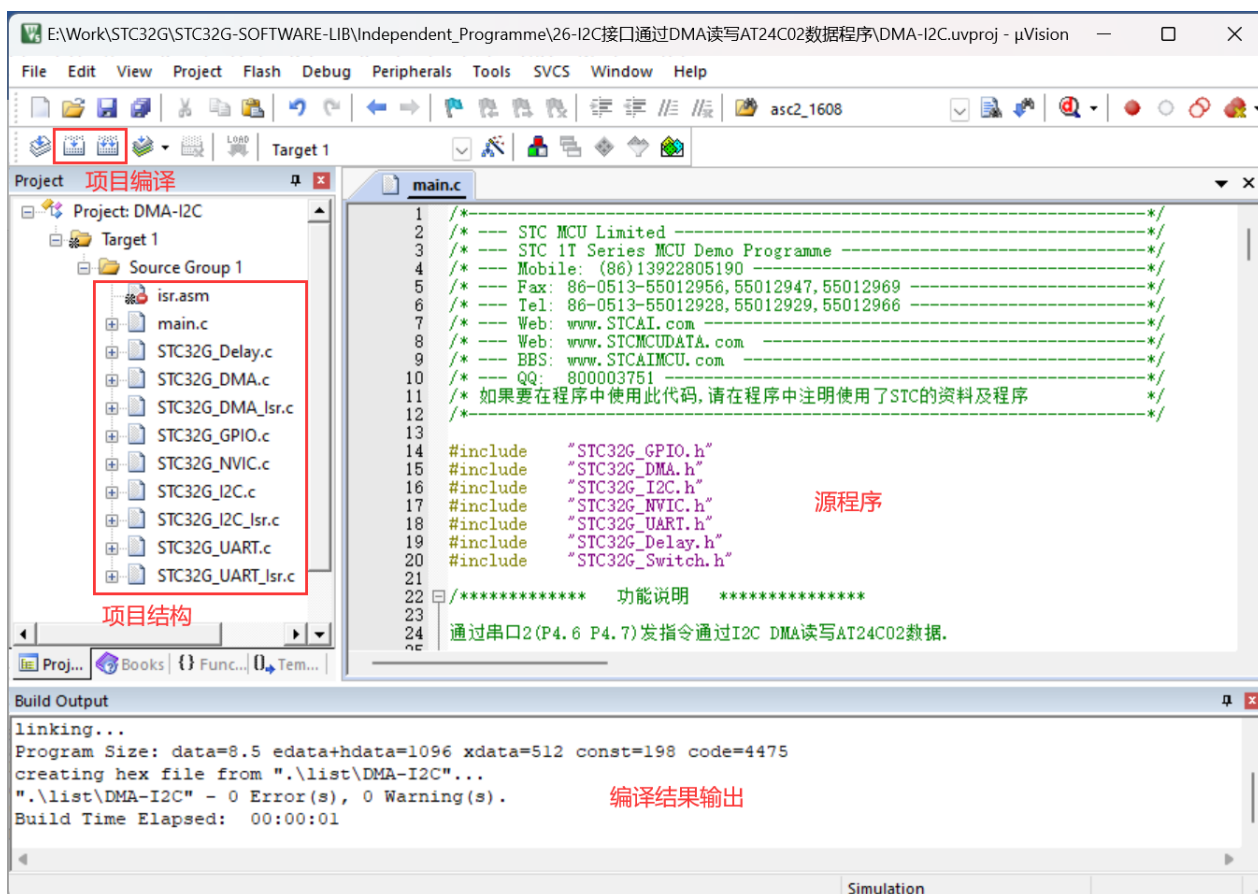 E:\Work\STC32G\STC32G-SOFTWARE-LIB\Independent_Programme\26-I2C接口通过DMA读写AT24C02数据程序\DMA-I2C.uvproj - µVision
File Edit View Project Flash Debug Peripherals Tools SVCS Window Help
asc2_1608
LOAD
Target 1
Project 项目编译
Project: DMA-I2C
Target 1
Source Group 1
isr.asm
main.c
STC32G_Delay.c
STC32G_DMA.c
STC32G_DMA_Isr.c
STC32G_GPIO.c
STC32G_NVIC.c
STC32G_I2C.c
STC32G_I2C_Isr.c
STC32G_UART.c
STC32G_UART_Isr.c
项目结构
Proj... Books {} Func... Tem...
main.c
1 /*---------------------------------------------------------------------*/
2 /* --- STC MCU Limited ------------------------------------------------*/
3 /* --- STC 1T Series MCU Demo Programme -------------------------------*/
4 /* --- Mobile: (86)13922805190 ----------------------------------------*/
5 /* --- Fax: 86-0513-55012956,55012947,55012969 ------------------------*/
6 /* --- Tel: 86-0513-55012928,55012929,55012966 ------------------------*/
7 /* --- Web: www.STCAI.com ---------------------------------------------*/
8 /* --- Web: www.STCMCUDATA.com  ---------------------------------------*/
9 /* --- BBS: www.STCAIMCU.com  -----------------------------------------*/
10 /* --- QQ:  800003751 -------------------------------------------------*/
11 /* 如果要在程序中使用此代码,请在程序中注明使用了STC的资料及程序            */
12 /*---------------------------------------------------------------------*/
13
14 #include    "STC32G_GPIO.h"
15 #include    "STC32G_DMA.h"
16 #include    "STC32G_I2C.h"
17 #include    "STC32G_NVIC.h"
18 #include    "STC32G_UART.h"
19 #include    "STC32G_Delay.h"
20 #include    "STC32G_Switch.h"
21
22 /*************   功能说明   ***************
23
24 通过串口2(P4.6 P4.7)发指令通过I2C DMA读写AT24C02数据.
25
源程序
Build Output
linking...
Program Size: data=8.5 edata+hdata=1096 xdata=512 const=198 code=4475
creating hex file from ".\list\DMA-I2C"...
".\list\DMA-I2C" - 0 Error(s), 0 Warning(s).
Build Time Elapsed:  00:00:01
编译结果输出
Simulation